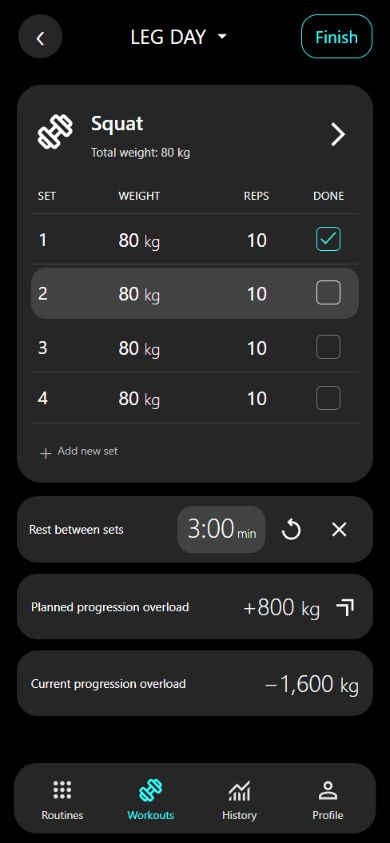 LEG DAY
Finish
Squat
Total weight: 80 kg
SET WEIGHT REPS DONE
1 80 kg 10
2 80 kg 10
3 80 kg 10
4 80 kg 10
+ Add new set
Rest between sets 3:00 min
Planned progression overload +800 kg
Current progression overload −1,600 kg
Routines Workouts History Profile